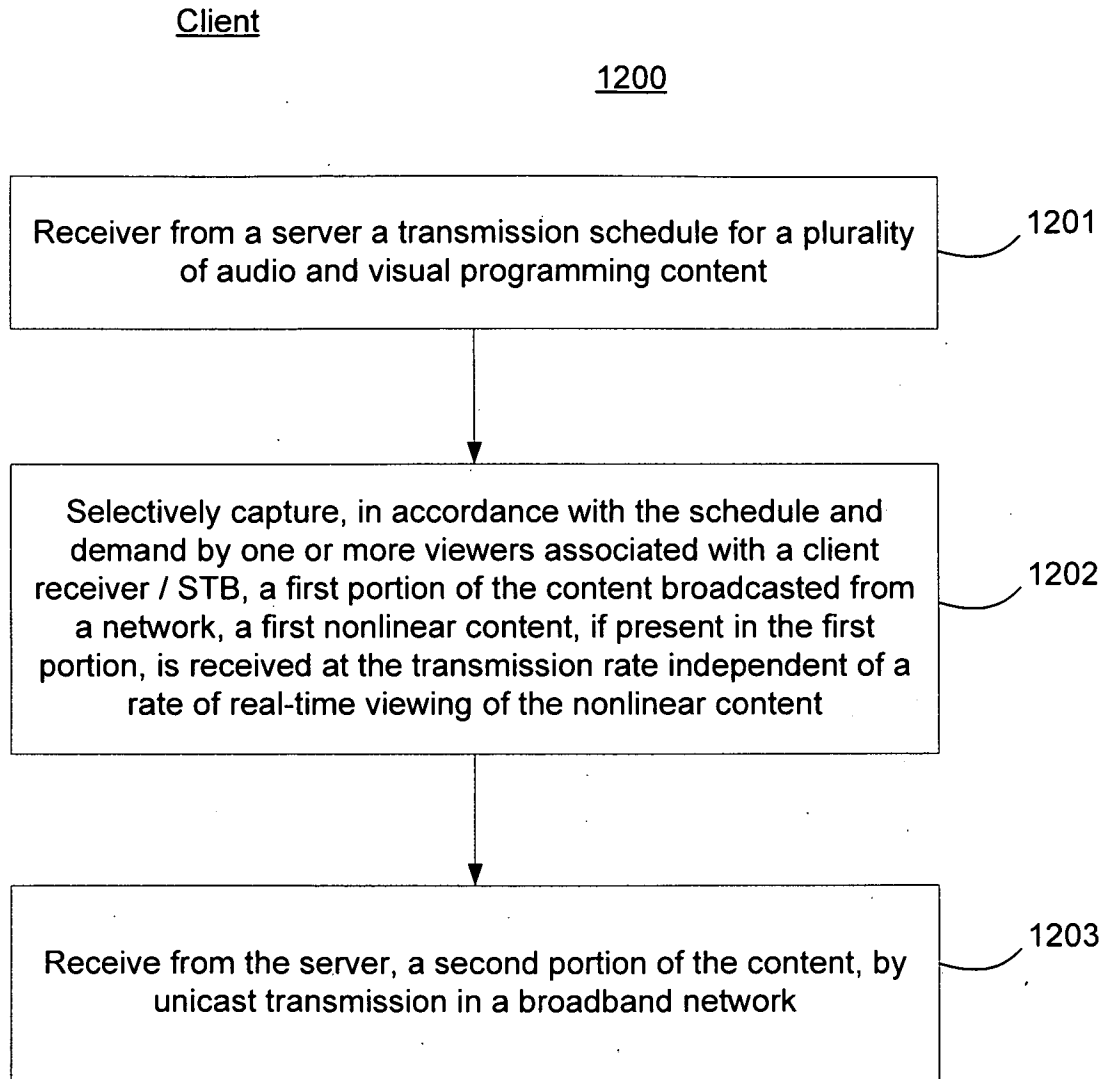 Client
1200
Receiver from a server a transmission schedule for a plurality
of audio and visual programming content
1201
Selectively capture, in accordance with the schedule and
demand by one or more viewers associated with a client
receiver / STB, a first portion of the content broadcasted from
a network, a first nonlinear content, if present in the first
portion, is received at the transmission rate independent of a
rate of real-time viewing of the nonlinear content
1202
Receive from the server, a second portion of the content, by
unicast transmission in a broadband network
1203